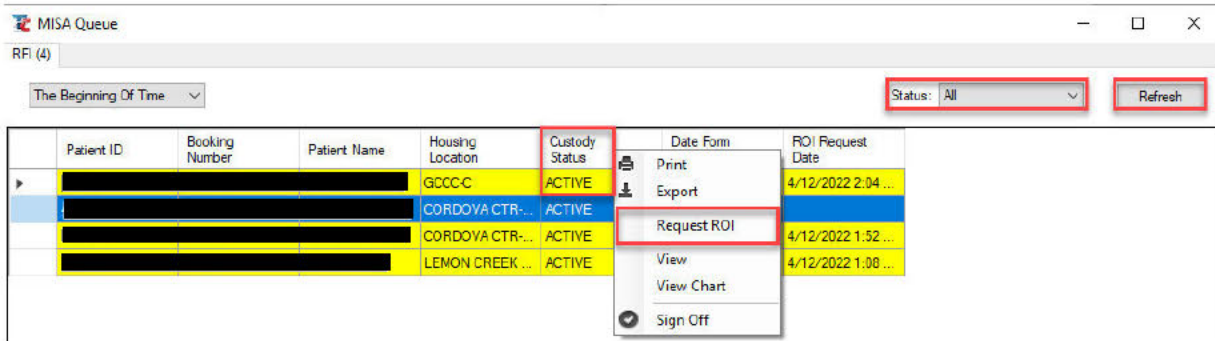 MISA Queue
RFI (4)
The Beginning Of Time
Status: All
Refresh
Patient ID Booking Number Patient Name Housing Location Custody Status Date Form ROI Request Date
GCCC-C ACTIVE 4/12/2022 2:04 ...
CORDOVA CTR-... ACTIVE
CORDOVA CTR-... ACTIVE 4/12/2022 1:52 ...
LEMON CREEK ... ACTIVE 4/12/2022 1:08 ...
Print
Export
Request ROI
View
View Chart
Sign Off